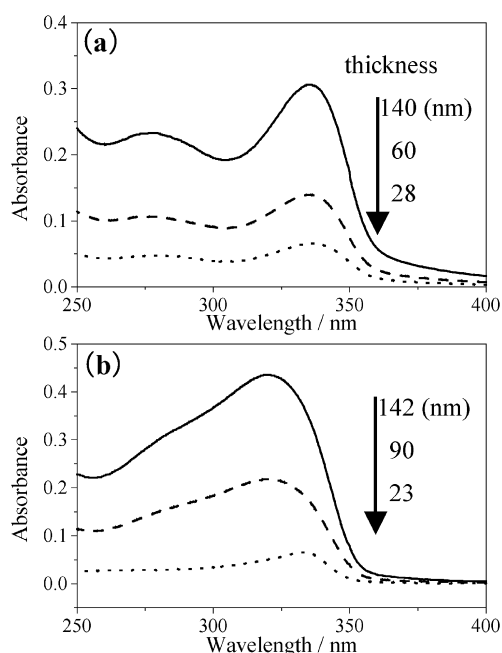 (a)
thickness
140 (nm)
60
28
Absorbance
0.4
0.3
0.2
0.1
0.0
250 300 350 400
Wavelength / nm
(b)
142 (nm)
90
23
Absorbance
0.5
0.4
0.3
0.2
0.1
0.0
250 300 350 400
Wavelength / nm